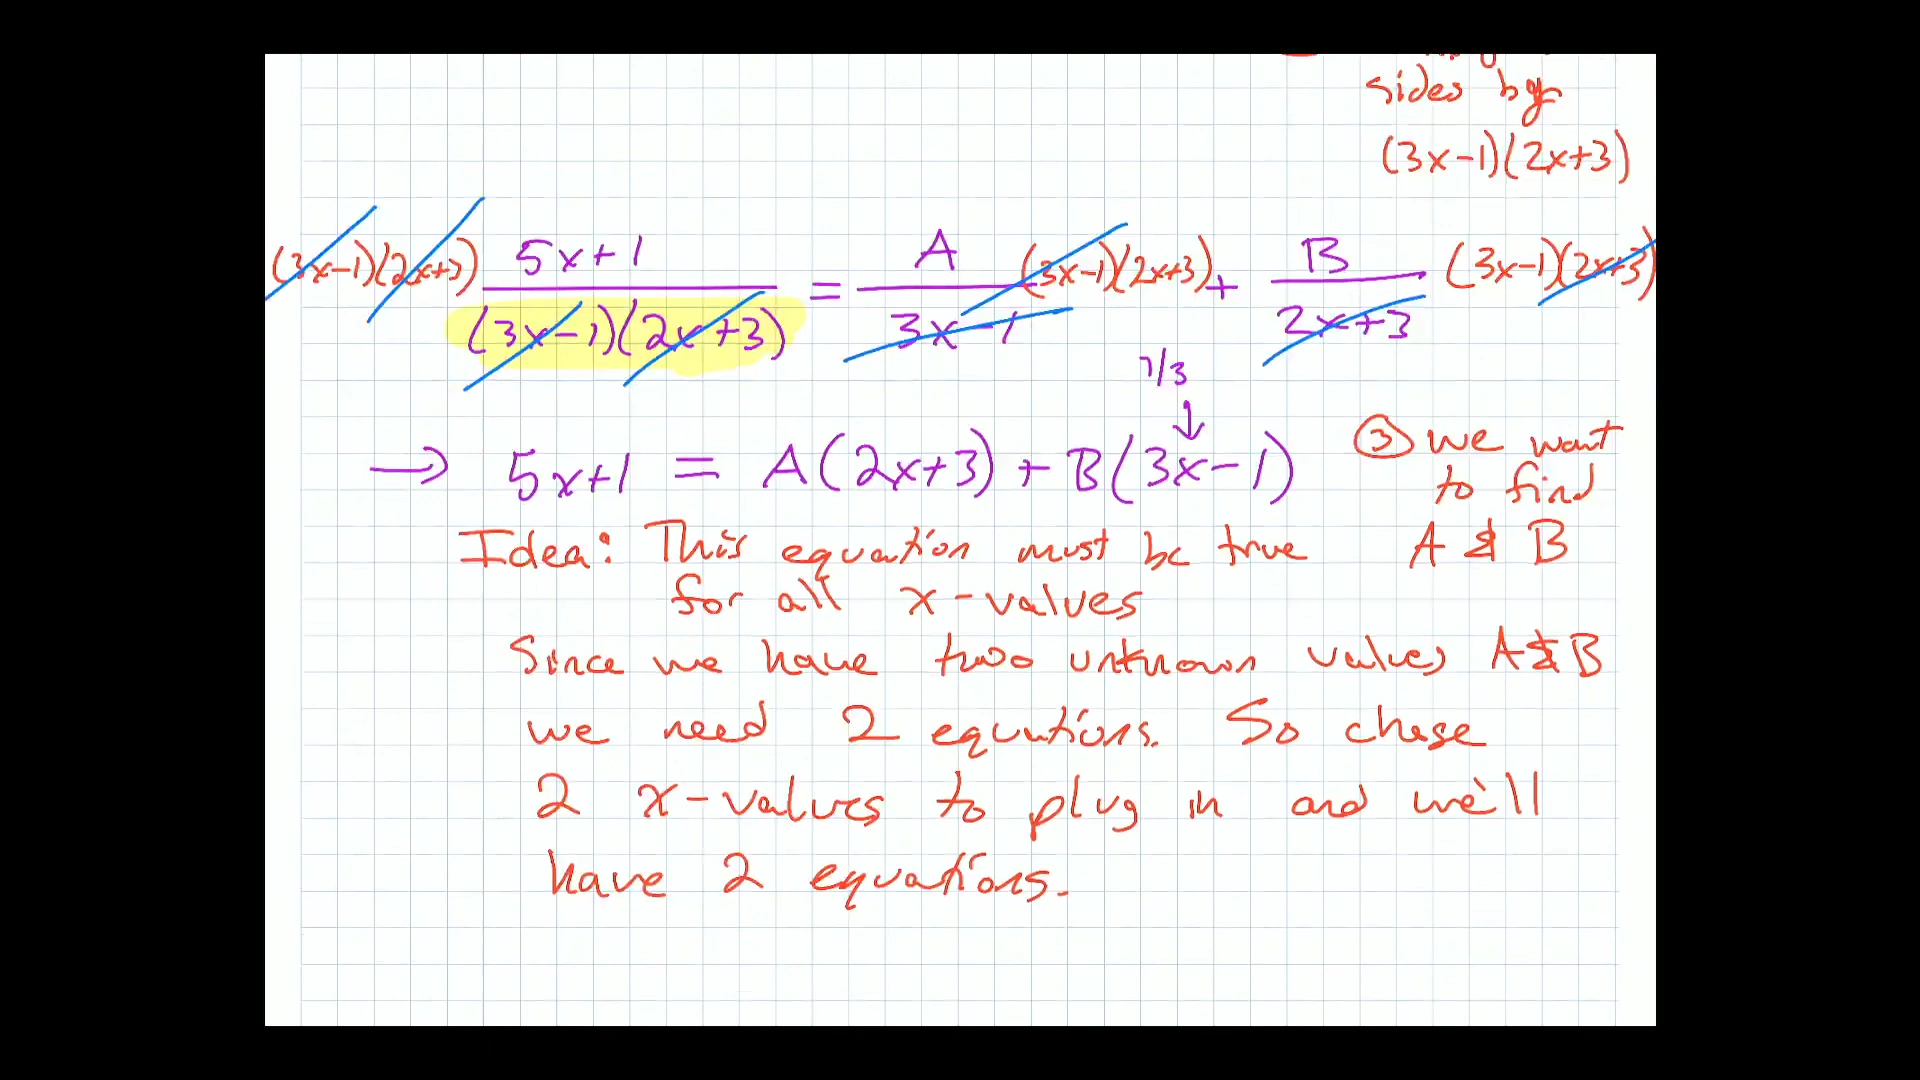 sides by
(3x-1)(2x+3)
(3x-1)(2x+3) 5x+1 / (3x-1)(2x+3) = A / 3x-1 (3x-1)(2x+3) + B / 2x+3 (3x-1)(2x+3)
1/3
↓
→ 5x+1 = A(2x+3) + B(3x-1)
③ we want
to find
A & B
Idea: This equation must be true
for all x-values
Since we have two unknown values A & B
we need 2 equations. So chose
2 x-values to plug in and we'll
have 2 equations.